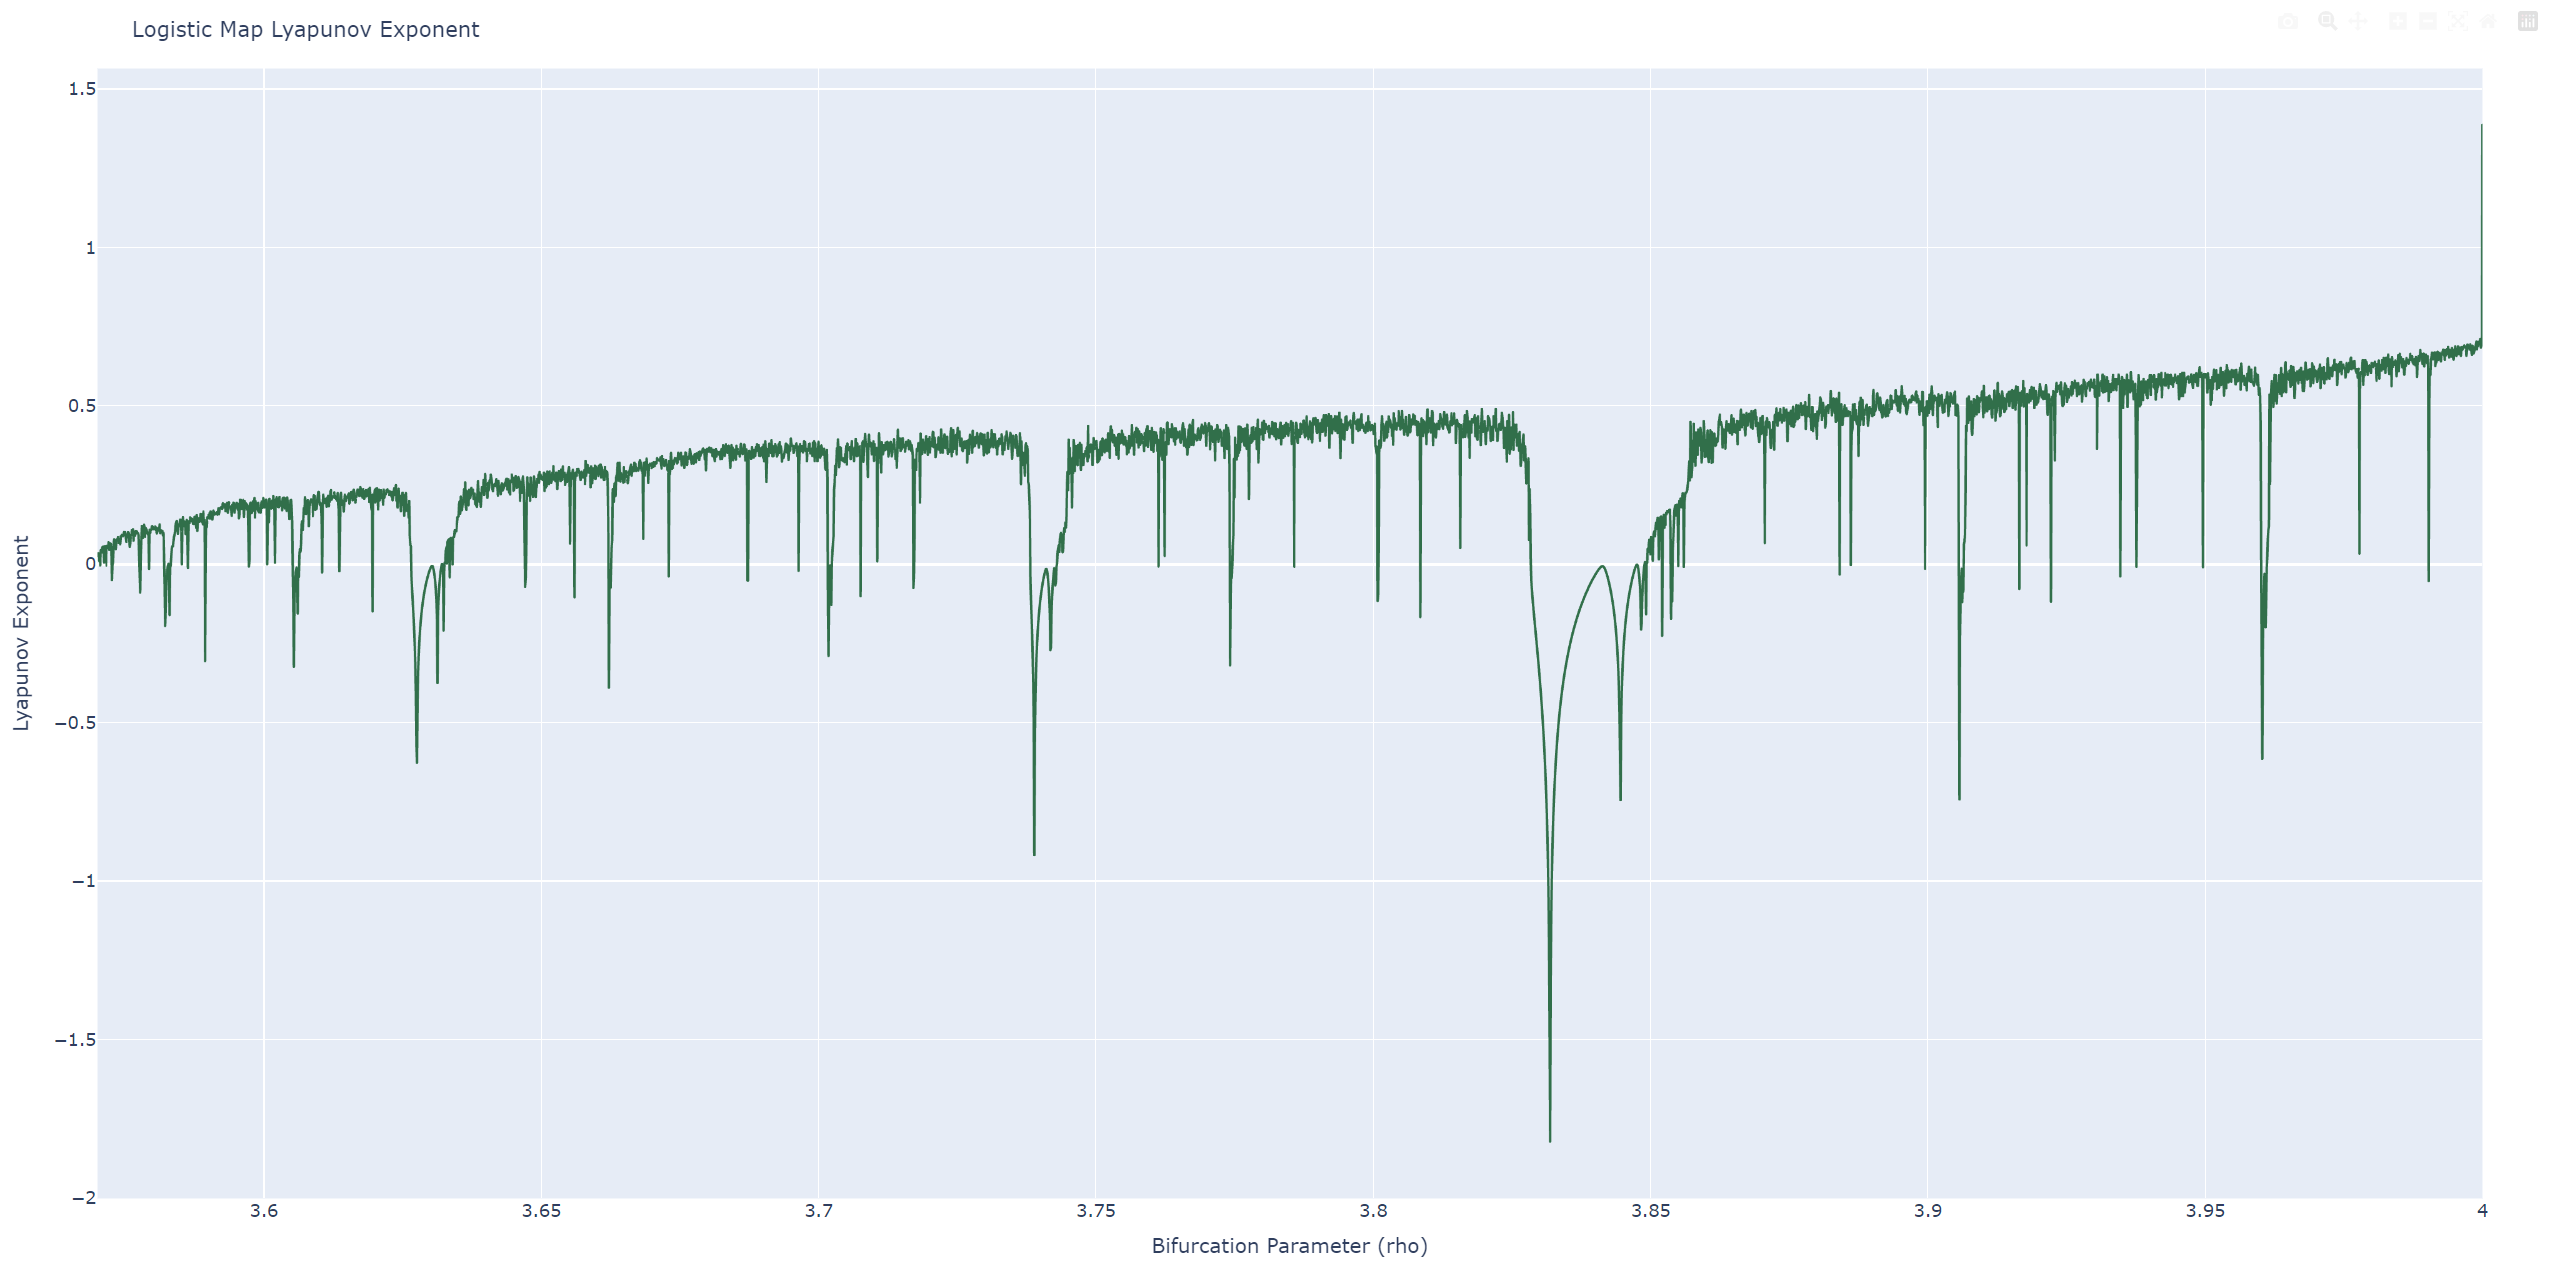 Logistic Map Lyapunov Exponent
1.5
1
0.5
0
−0.5
−1
−1.5
−2
Lyapunov Exponent
3.6 3.65 3.7 3.75 3.8 3.85 3.9 3.95 4
Bifurcation Parameter (rho)